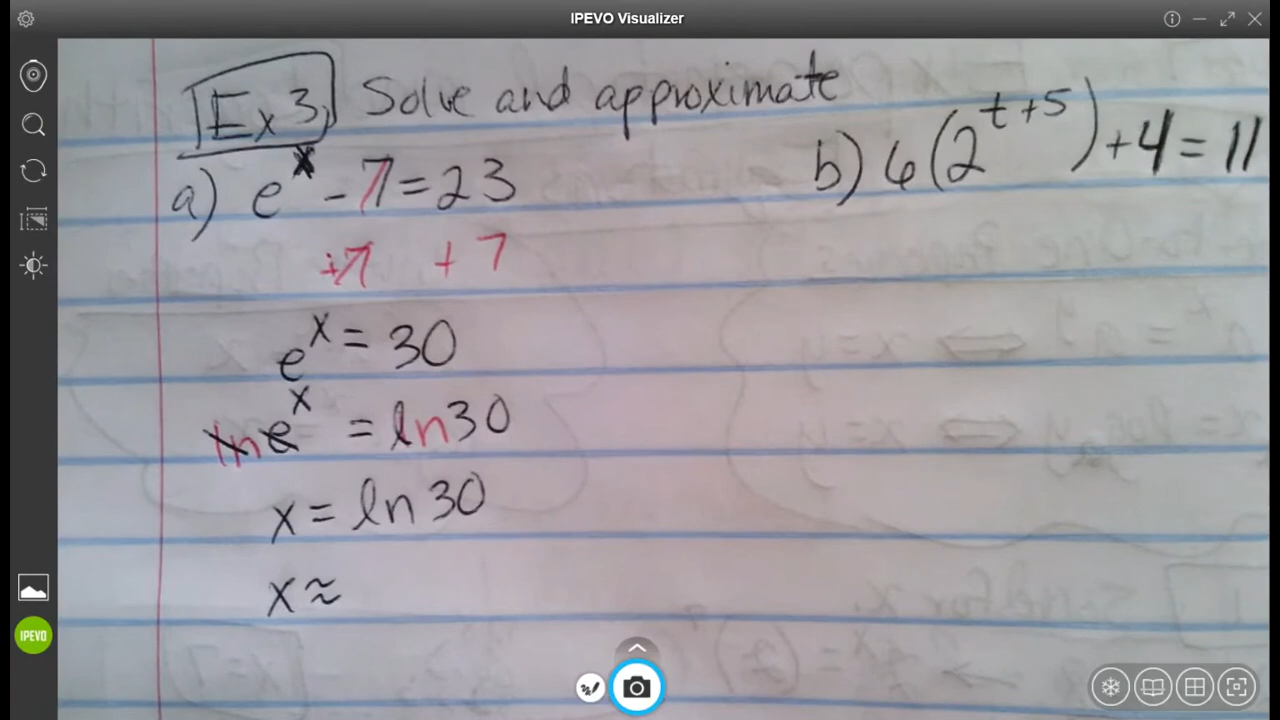 IPEVO Visualizer
Ex 3, Solve and approximate
a) e^x - 7 = 23
+7 +7
e^x = 30
ln e^x = ln 30
x = ln 30
x ≈
b) 6(2^{t+5}) + 4 = 11
IPEVO